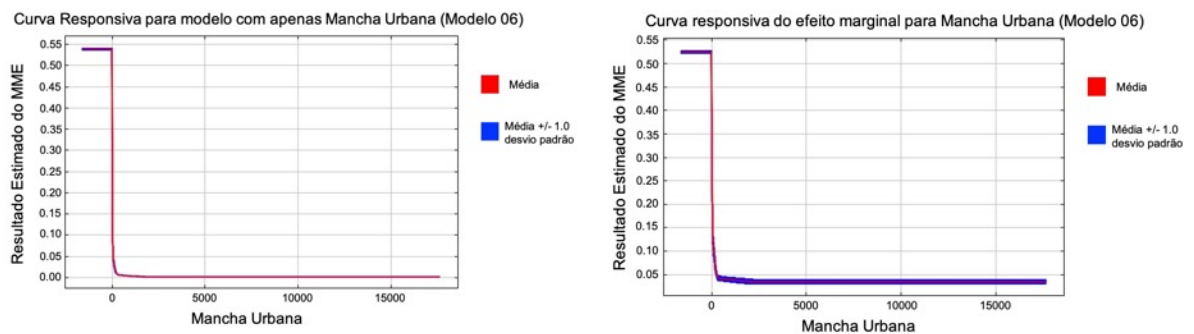 Curva Responsiva para modelo com apenas Mancha Urbana (Modelo 06)
Resultado Estimado do MME
0.55
0.50
0.45
0.40
0.35
0.30
0.25
0.20
0.15
0.10
0.05
0.00
0
5000
10000
15000
Mancha Urbana
Média
Média +/- 1.0
desvio padrão
Curva responsiva do efeito marginal para Mancha Urbana (Modelo 06)
Resultado Estimado do MME
0.55
0.50
0.45
0.40
0.35
0.30
0.25
0.20
0.15
0.10
0.05
0
5000
10000
15000
Mancha Urbana
Média
Média +/- 1.0
desvio padrão